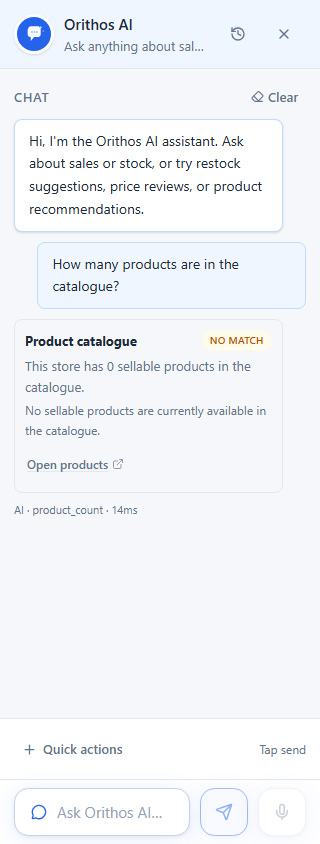 Orithos AI
Ask anything about sal...
CHAT
Clear
Hi, I'm the Orithos AI assistant. Ask
about sales or stock, or try restock
suggestions, price reviews, or product
recommendations.
How many products are in the
catalogue?
Product catalogue
NO MATCH
This store has 0 sellable products in the
catalogue.
No sellable products are currently available in
the catalogue.
Open products
AI · product_count · 14ms
Quick actions
Tap send
Ask Orithos AI...